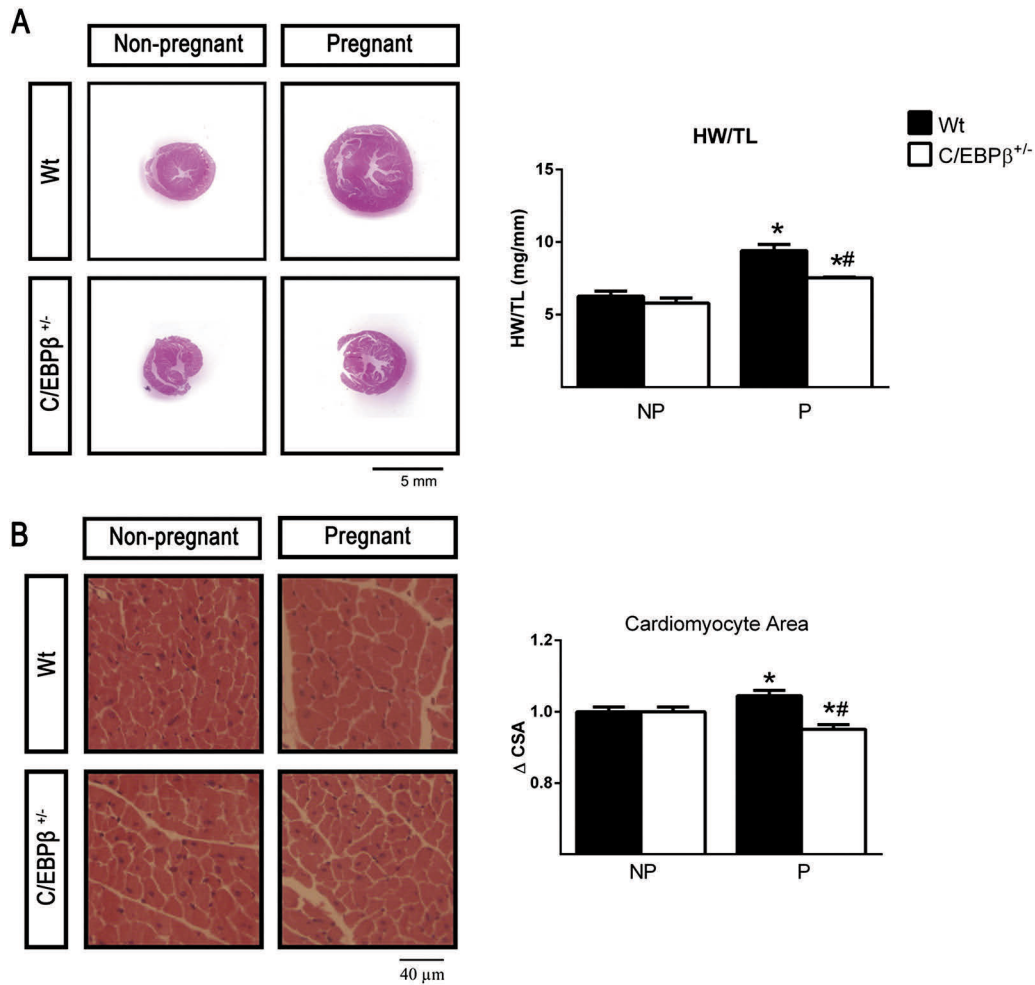 A
Non-pregnant
Pregnant
Wt
C/EBPβ +/-
5 mm
HW/TL
Wt
C/EBPβ+/-
HW/TL (mg/mm)
15
10
5
*
*#
NP
P
B
Non-pregnant
Pregnant
Wt
C/EBPβ +/-
40 µm
Cardiomyocyte Area
Δ CSA
1.2
1.0
0.8
*
*#
NP
P